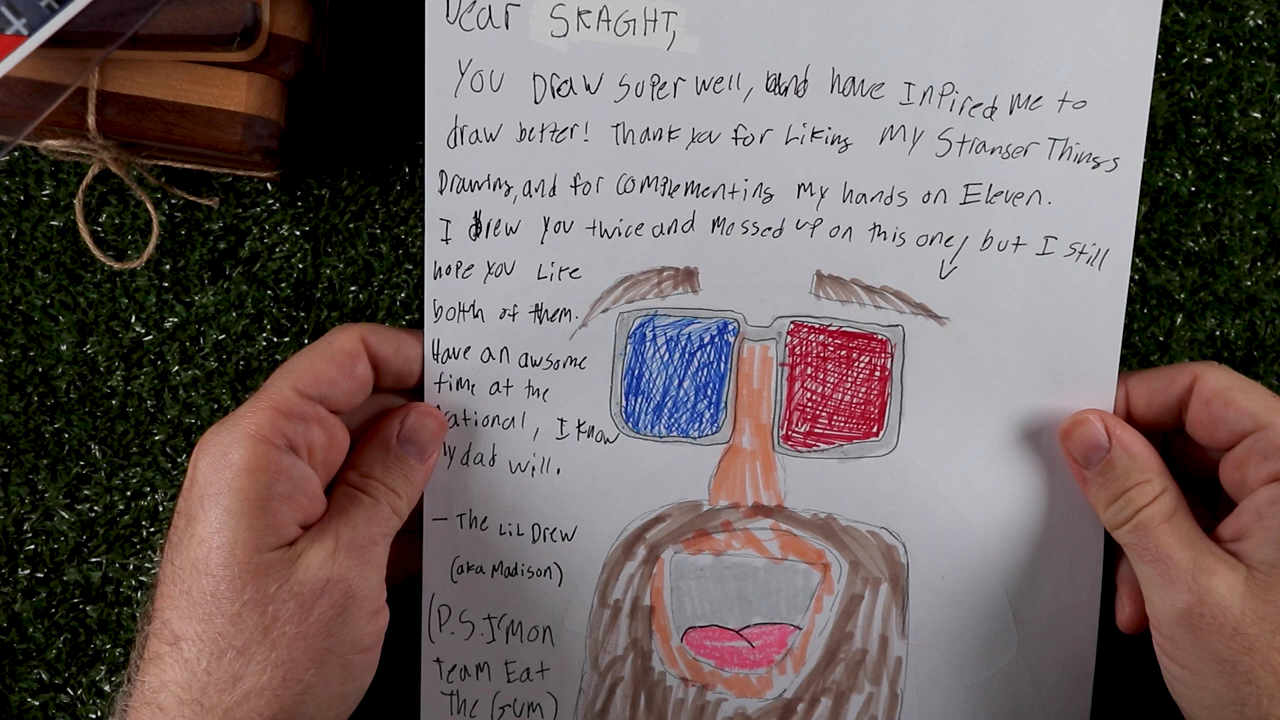 Dear SKAGHT,
YOU Draw super well, and have InPired me to
draw better! Thank you for Liking My Stranger Things
Drawing, and for complementing my hands on Eleven.
I drew you twice and messed up on this one, but I still
hope you Like
both of them.
Have an awsome
time at the
National, I know
My dad will.
– The LiL Drew
(aka Madison)
(P.S. I'm on
Team Eat
The Gum)